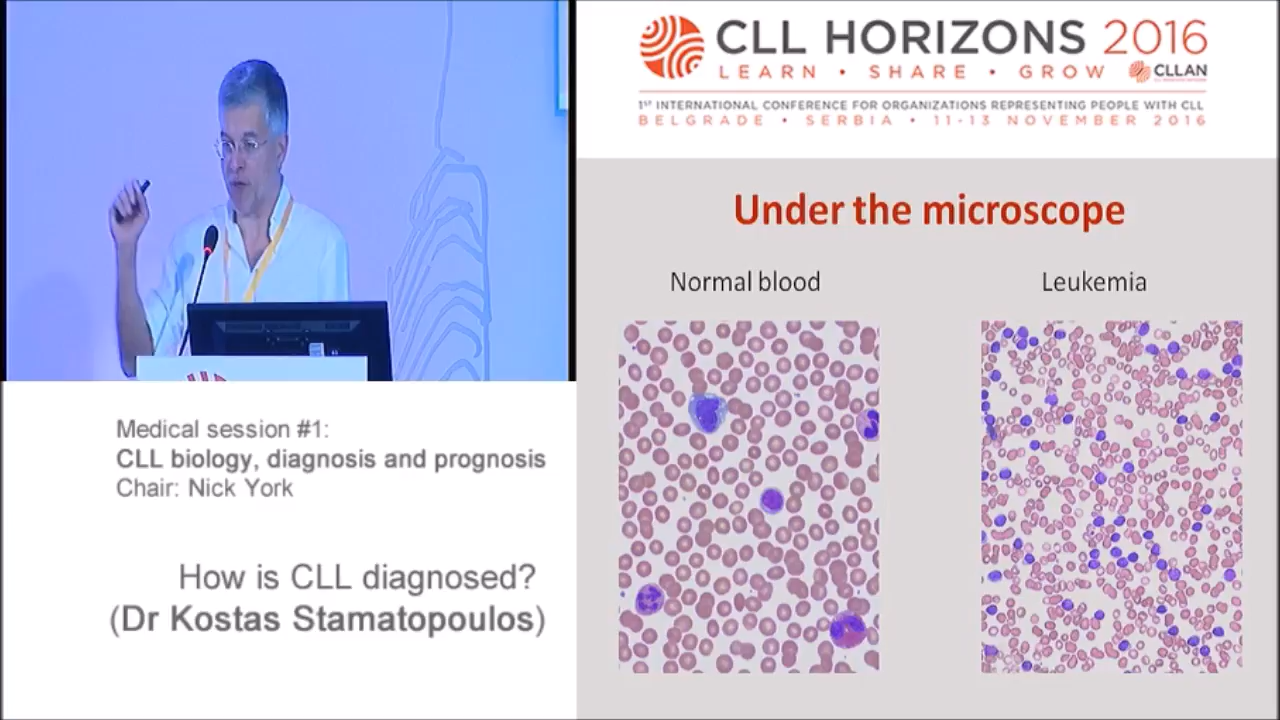 CLL HORIZONS 2016
LEARN • SHARE • GROW
CLLAN
1ST INTERNATIONAL CONFERENCE FOR ORGANIZATIONS REPRESENTING PEOPLE WITH CLL
BELGRADE • SERBIA • 11-13 NOVEMBER 2016
Under the microscope
Normal blood
Leukemia
Medical session #1:
CLL biology, diagnosis and prognosis
Chair: Nick York
How is CLL diagnosed?
(Dr Kostas Stamatopoulos)